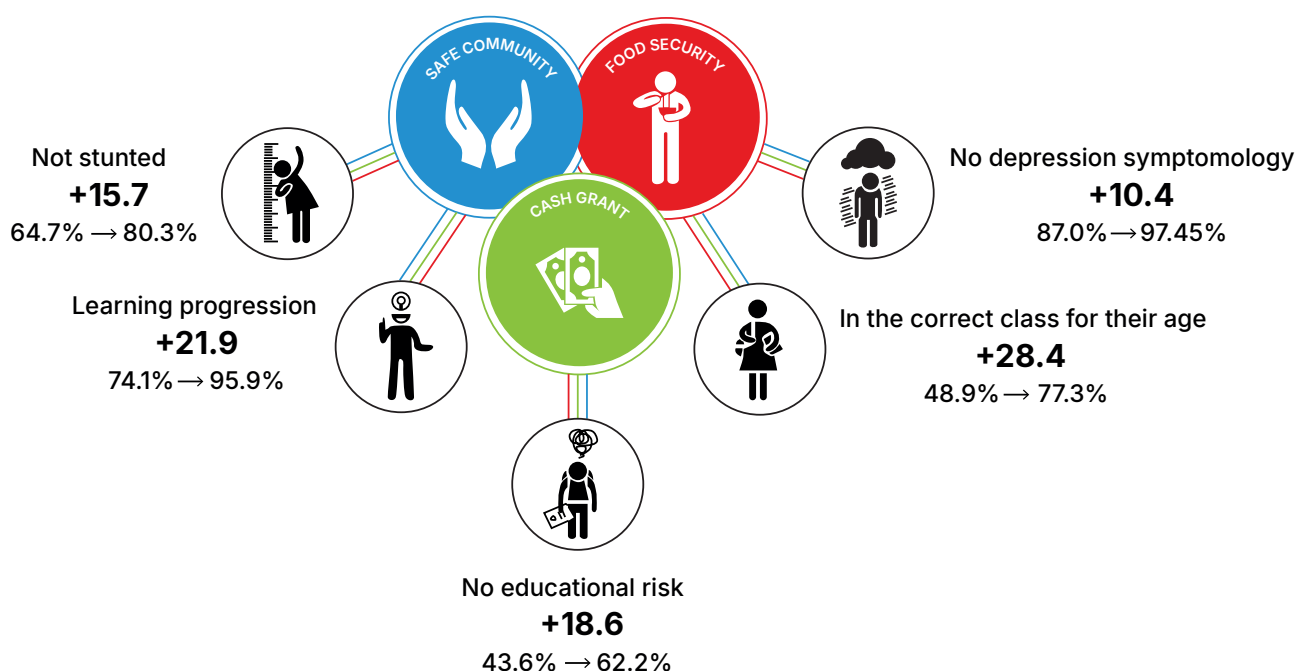 SAFE COMMUNITY
FOOD SECURITY
CASH GRANT
Not stunted
+15.7
64.7% → 80.3%
No depression symptomology
+10.4
87.0% → 97.45%
Learning progression
+21.9
74.1% → 95.9%
In the correct class for their age
+28.4
48.9% → 77.3%
No educational risk
+18.6
43.6% → 62.2%